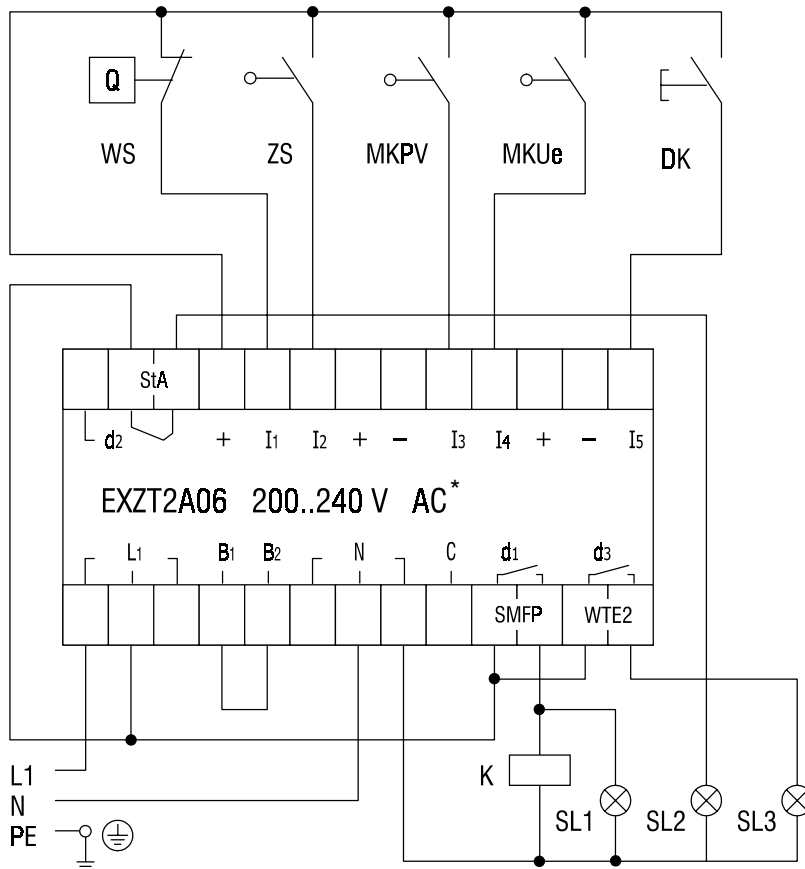 Q
WS ZS MKPV MKUe DK
StA
d2 + I1 I2 + – I3 I4 + – I5
EXZT2A06 200..240 V AC*
L1 B1 B2 N C d1 d3
SMFP WTE2
L1
N
PE
K
SL1 SL2 SL3